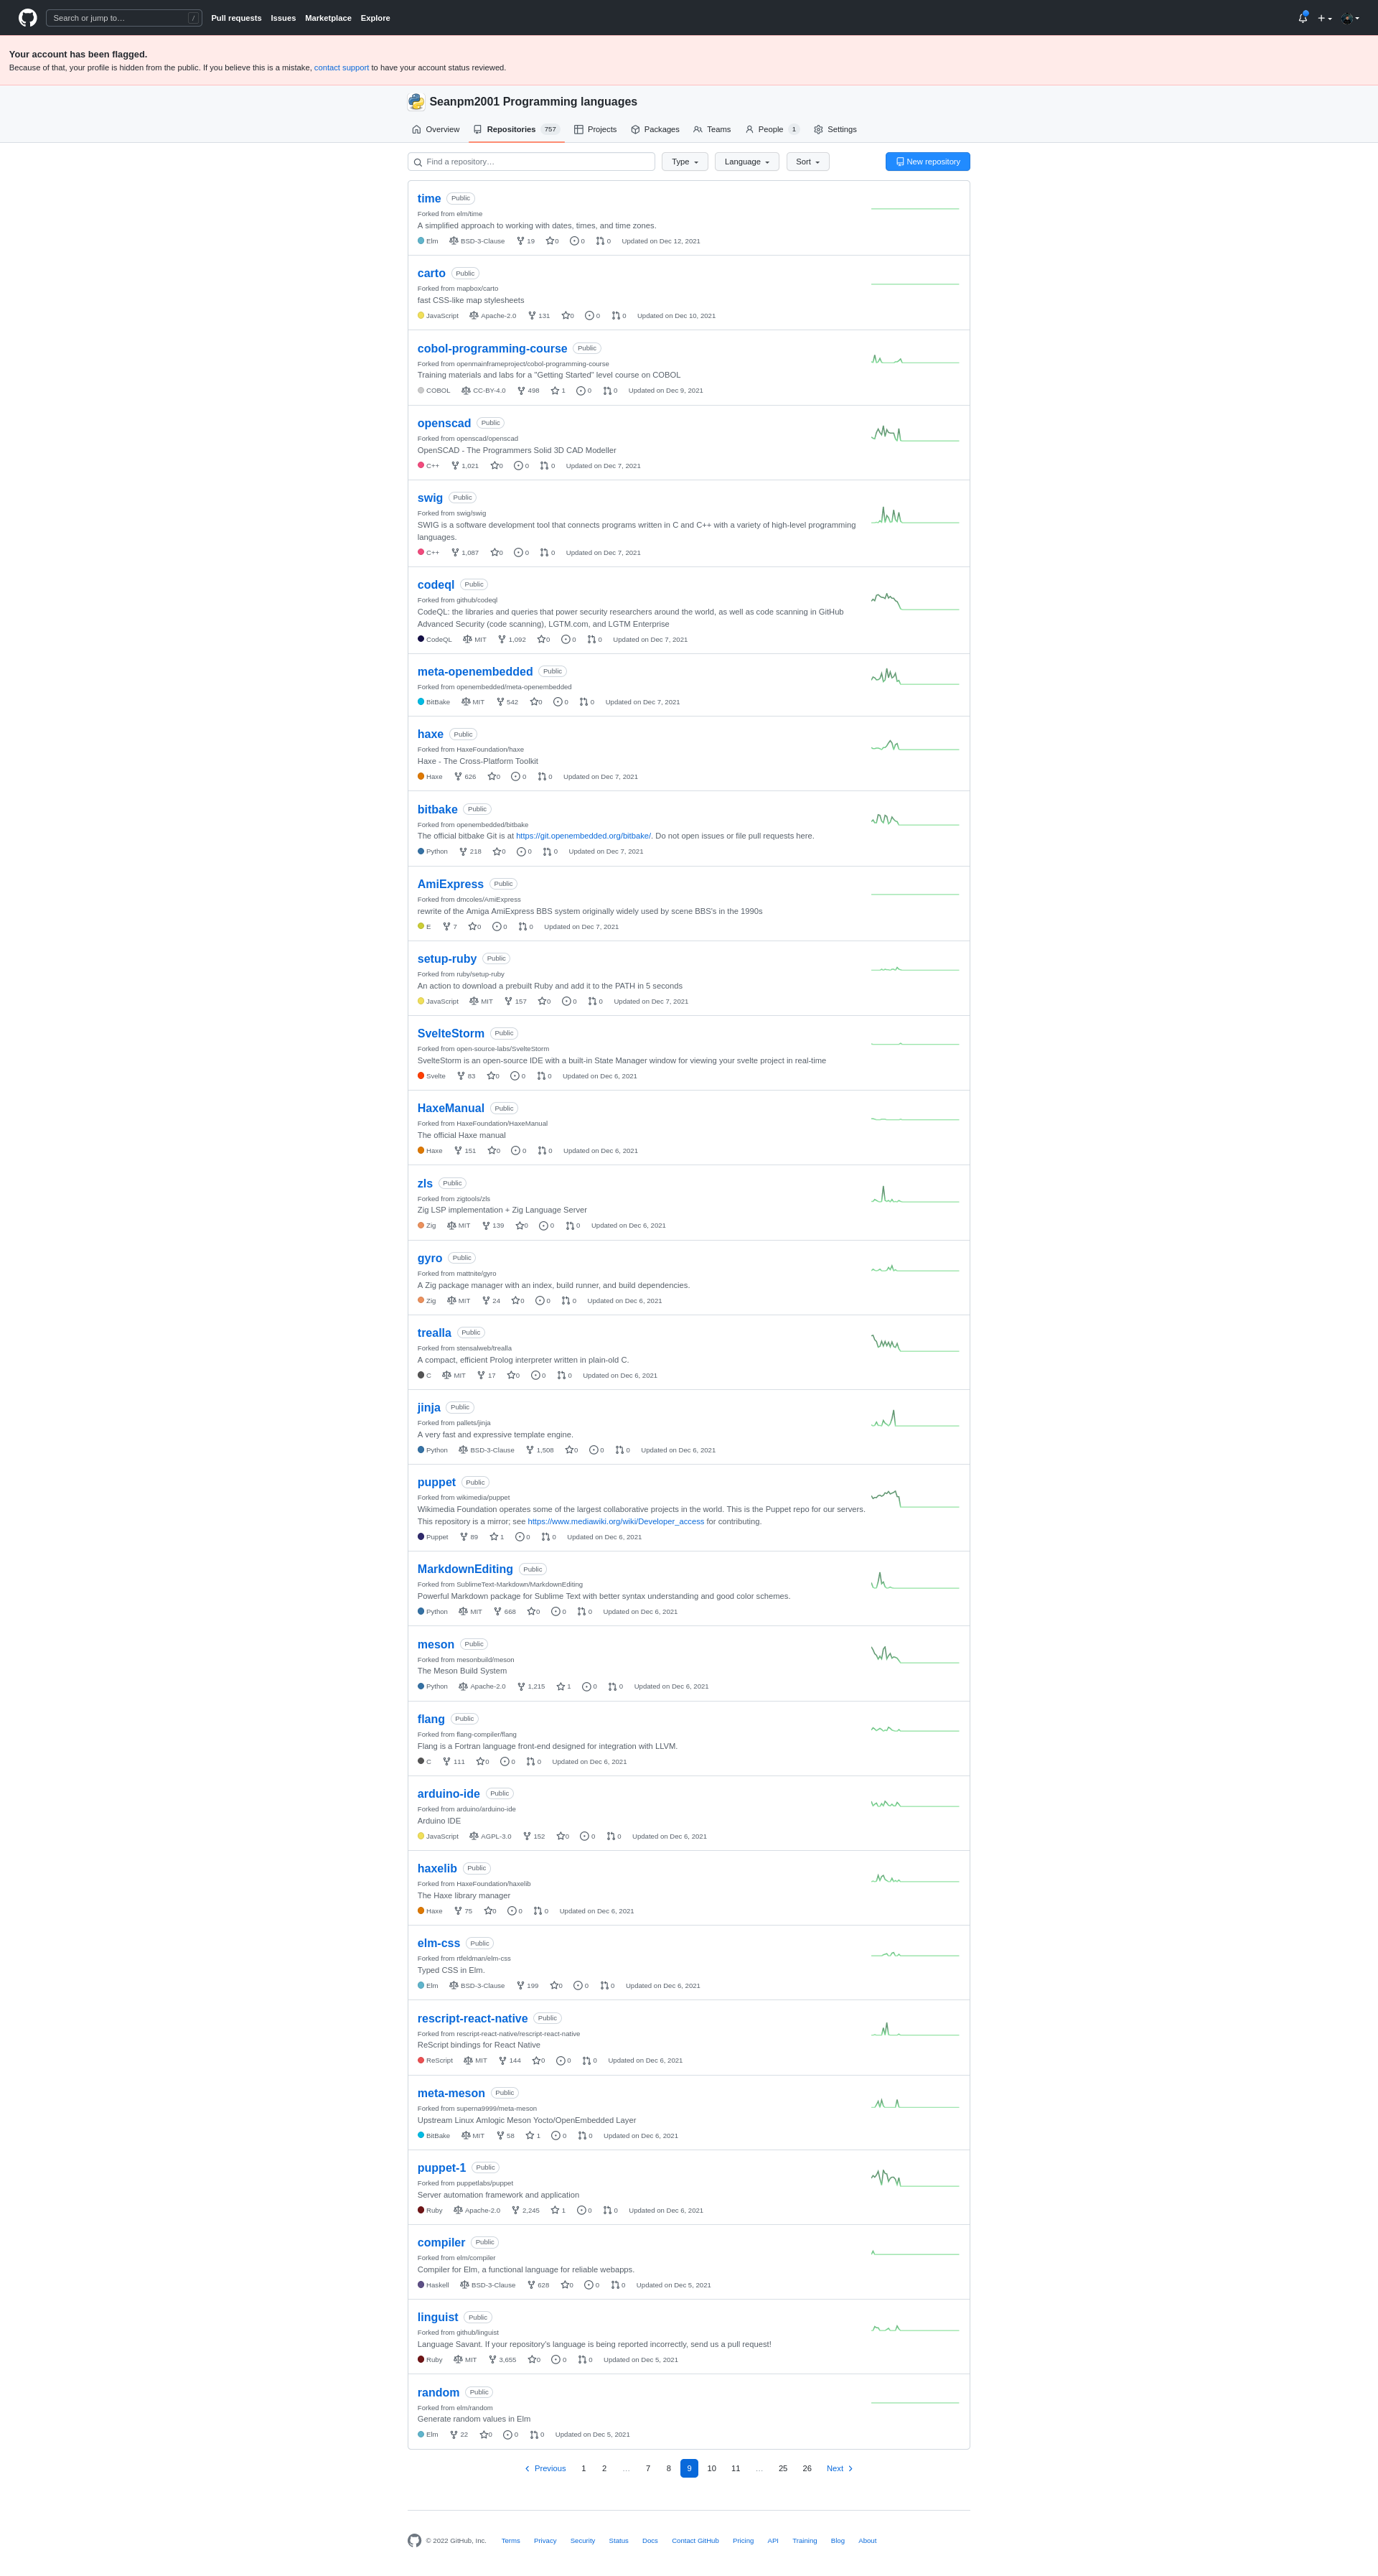 Search or jump to… / Pull requests Issues Marketplace Explore
Your account has been flagged.
Because of that, your profile is hidden from the public. If you believe this is a mistake, contact support to have your account status reviewed.
Seanpm2001 Programming languages
Overview Repositories 757 Projects Packages Teams People 1 Settings
Find a repository… Type Language Sort New repository
time Public
Forked from elm/time
A simplified approach to working with dates, times, and time zones.
Elm BSD-3-Clause 19 0 0 0 Updated on Dec 12, 2021
carto Public
Forked from mapbox/carto
fast CSS-like map stylesheets
JavaScript Apache-2.0 131 0 0 0 Updated on Dec 10, 2021
cobol-programming-course Public
Forked from openmainframeproject/cobol-programming-course
Training materials and labs for a "Getting Started" level course on COBOL
COBOL CC-BY-4.0 498 1 0 0 Updated on Dec 9, 2021
openscad Public
Forked from openscad/openscad
OpenSCAD - The Programmers Solid 3D CAD Modeller
C++ 1,021 0 0 0 Updated on Dec 7, 2021
swig Public
Forked from swig/swig
SWIG is a software development tool that connects programs written in C and C++ with a variety of high-level programming
languages.
C++ 1,087 0 0 0 Updated on Dec 7, 2021
codeql Public
Forked from github/codeql
CodeQL: the libraries and queries that power security researchers around the world, as well as code scanning in GitHub
Advanced Security (code scanning), LGTM.com, and LGTM Enterprise
CodeQL MIT 1,092 0 0 0 Updated on Dec 7, 2021
meta-openembedded Public
Forked from openembedded/meta-openembedded
BitBake MIT 542 0 0 0 Updated on Dec 7, 2021
haxe Public
Forked from HaxeFoundation/haxe
Haxe - The Cross-Platform Toolkit
Haxe 626 0 0 0 Updated on Dec 7, 2021
bitbake Public
Forked from openembedded/bitbake
The official bitbake Git is at https://git.openembedded.org/bitbake/. Do not open issues or file pull requests here.
Python 218 0 0 0 Updated on Dec 7, 2021
AmiExpress Public
Forked from dmcoles/AmiExpress
rewrite of the Amiga AmiExpress BBS system originally widely used by scene BBS's in the 1990s
E 7 0 0 0 Updated on Dec 7, 2021
setup-ruby Public
Forked from ruby/setup-ruby
An action to download a prebuilt Ruby and add it to the PATH in 5 seconds
JavaScript MIT 157 0 0 0 Updated on Dec 7, 2021
SvelteStorm Public
Forked from open-source-labs/SvelteStorm
SvelteStorm is an open-source IDE with a built-in State Manager window for viewing your svelte project in real-time
Svelte 83 0 0 0 Updated on Dec 6, 2021
HaxeManual Public
Forked from HaxeFoundation/HaxeManual
The official Haxe manual
Haxe 151 0 0 0 Updated on Dec 6, 2021
zls Public
Forked from zigtools/zls
Zig LSP implementation + Zig Language Server
Zig MIT 139 0 0 0 Updated on Dec 6, 2021
gyro Public
Forked from mattnite/gyro
A Zig package manager with an index, build runner, and build dependencies.
Zig MIT 24 0 0 0 Updated on Dec 6, 2021
trealla Public
Forked from stensalweb/trealla
A compact, efficient Prolog interpreter written in plain-old C.
C MIT 17 0 0 0 Updated on Dec 6, 2021
jinja Public
Forked from pallets/jinja
A very fast and expressive template engine.
Python BSD-3-Clause 1,508 0 0 0 Updated on Dec 6, 2021
puppet Public
Forked from wikimedia/puppet
Wikimedia Foundation operates some of the largest collaborative projects in the world. This is the Puppet repo for our servers.
This repository is a mirror; see https://www.mediawiki.org/wiki/Developer_access for contributing.
Puppet 89 1 0 0 Updated on Dec 6, 2021
MarkdownEditing Public
Forked from SublimeText-Markdown/MarkdownEditing
Powerful Markdown package for Sublime Text with better syntax understanding and good color schemes.
Python MIT 668 0 0 0 Updated on Dec 6, 2021
meson Public
Forked from mesonbuild/meson
The Meson Build System
Python Apache-2.0 1,215 1 0 0 Updated on Dec 6, 2021
flang Public
Forked from flang-compiler/flang
Flang is a Fortran language front-end designed for integration with LLVM.
C 111 0 0 0 Updated on Dec 6, 2021
arduino-ide Public
Forked from arduino/arduino-ide
Arduino IDE
JavaScript AGPL-3.0 152 0 0 0 Updated on Dec 6, 2021
haxelib Public
Forked from HaxeFoundation/haxelib
The Haxe library manager
Haxe 75 0 0 0 Updated on Dec 6, 2021
elm-css Public
Forked from rtfeldman/elm-css
Typed CSS in Elm.
Elm BSD-3-Clause 199 0 0 0 Updated on Dec 6, 2021
rescript-react-native Public
Forked from rescript-react-native/rescript-react-native
ReScript bindings for React Native
ReScript MIT 144 0 0 0 Updated on Dec 6, 2021
meta-meson Public
Forked from superna9999/meta-meson
Upstream Linux Amlogic Meson Yocto/OpenEmbedded Layer
BitBake MIT 58 1 0 0 Updated on Dec 6, 2021
puppet-1 Public
Forked from puppetlabs/puppet
Server automation framework and application
Ruby Apache-2.0 2,245 1 0 0 Updated on Dec 6, 2021
compiler Public
Forked from elm/compiler
Compiler for Elm, a functional language for reliable webapps.
Haskell BSD-3-Clause 628 0 0 0 Updated on Dec 5, 2021
linguist Public
Forked from github/linguist
Language Savant. If your repository's language is being reported incorrectly, send us a pull request!
Ruby MIT 3,655 0 0 0 Updated on Dec 5, 2021
random Public
Forked from elm/random
Generate random values in Elm
Elm 22 0 0 0 Updated on Dec 5, 2021
Previous 1 2 … 7 8 9 10 11 … 25 26 Next
© 2022 GitHub, Inc. Terms Privacy Security Status Docs Contact GitHub Pricing API Training Blog About